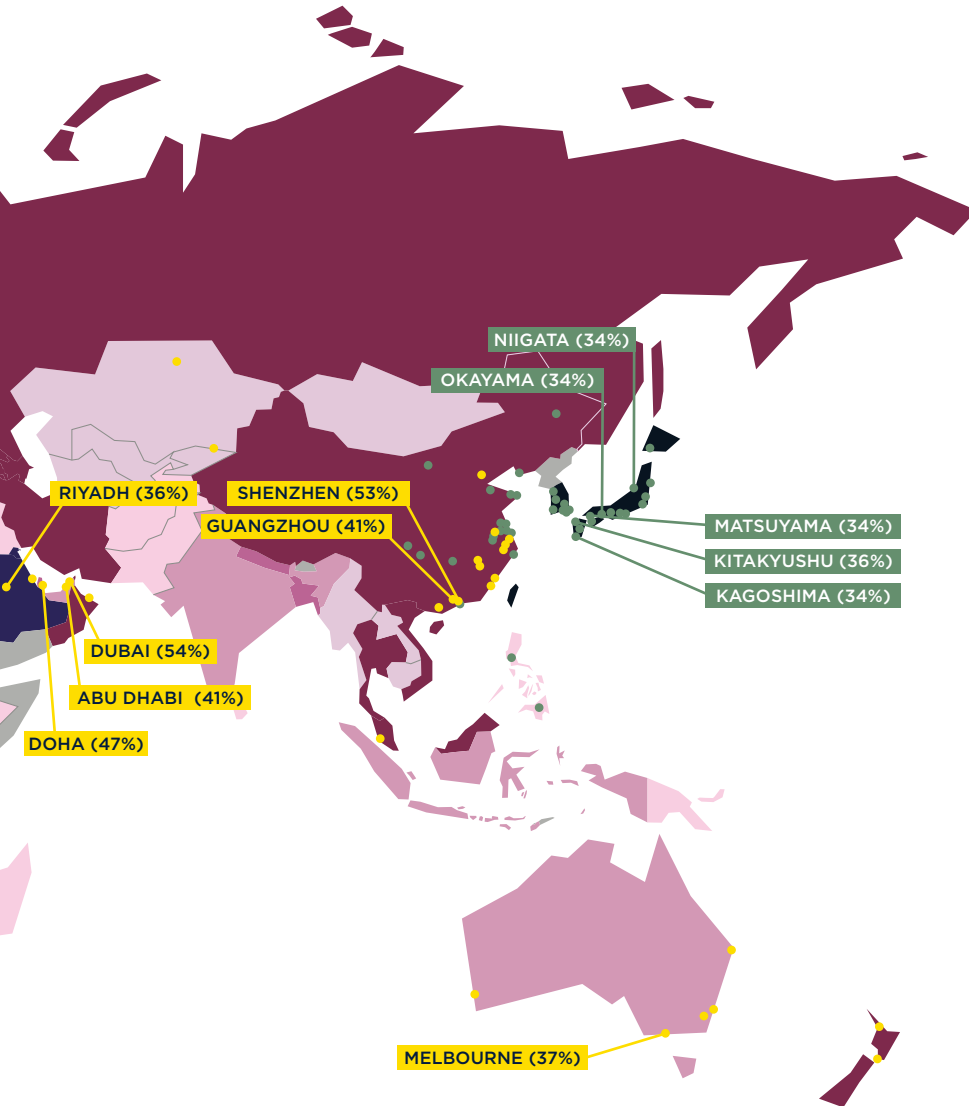 NIIGATA (34%)
OKAYAMA (34%)
RIYADH (36%)
SHENZHEN (53%)
GUANGZHOU (41%)
MATSUYAMA (34%)
KITAKYUSHU (36%)
KAGOSHIMA (34%)
DUBAI (54%)
ABU DHABI (41%)
DOHA (47%)
MELBOURNE (37%)